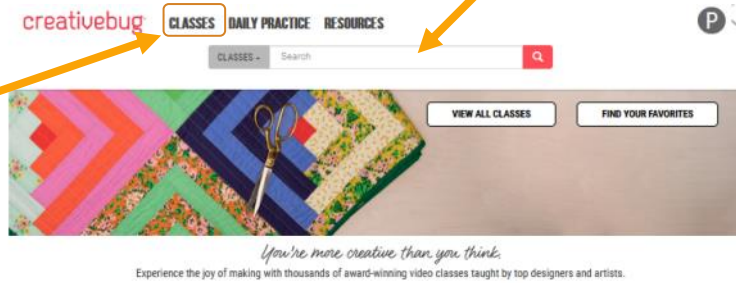 creativebug CLASSES DAILY PRACTICE RESOURCES P
CLASSES Search
VIEW ALL CLASSES FIND YOUR FAVORITES
You're more creative than you think.
Experience the joy of making with thousands of award-winning video classes taught by top designers and artists.